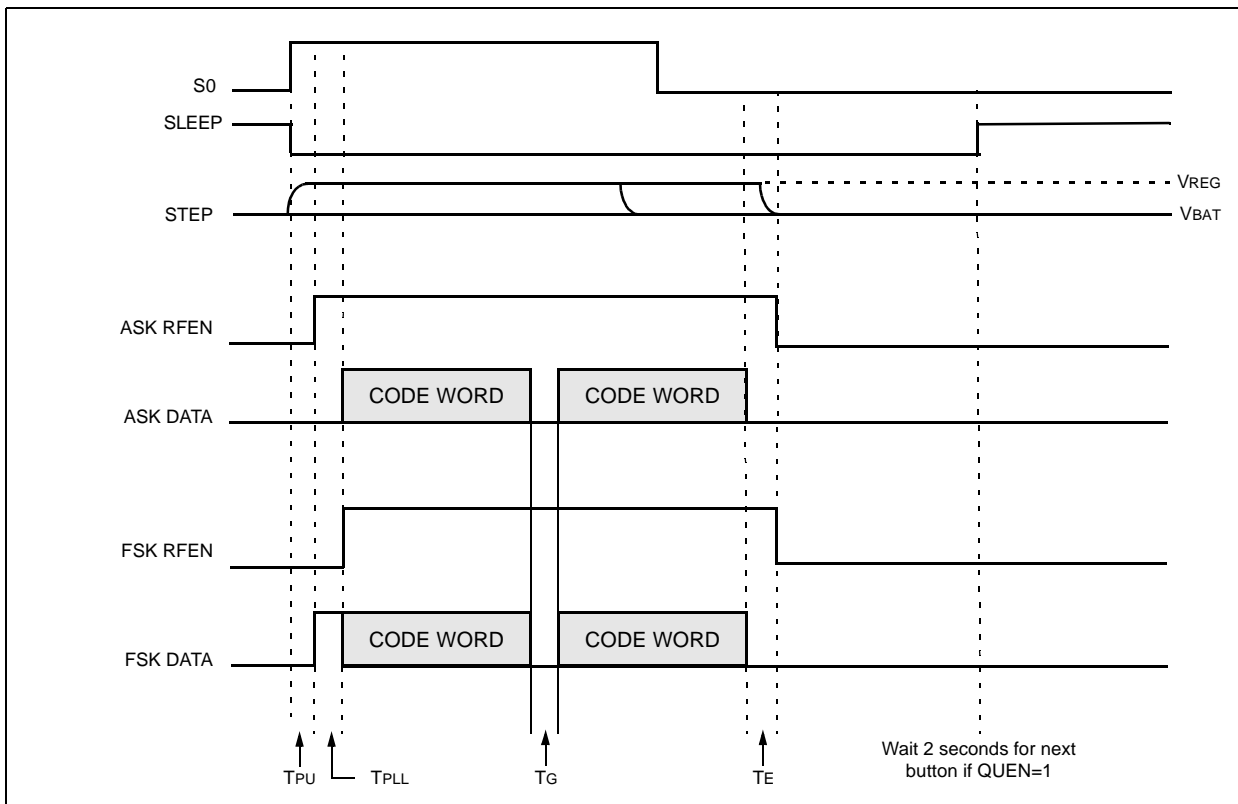 S0
SLEEP
VREG
STEP
VBAT
ASK RFEN
CODE WORD
CODE WORD
ASK DATA
FSK RFEN
CODE WORD
CODE WORD
FSK DATA
TPU
TPLL
TG
TE
Wait 2 seconds for next
button if QUEN=1